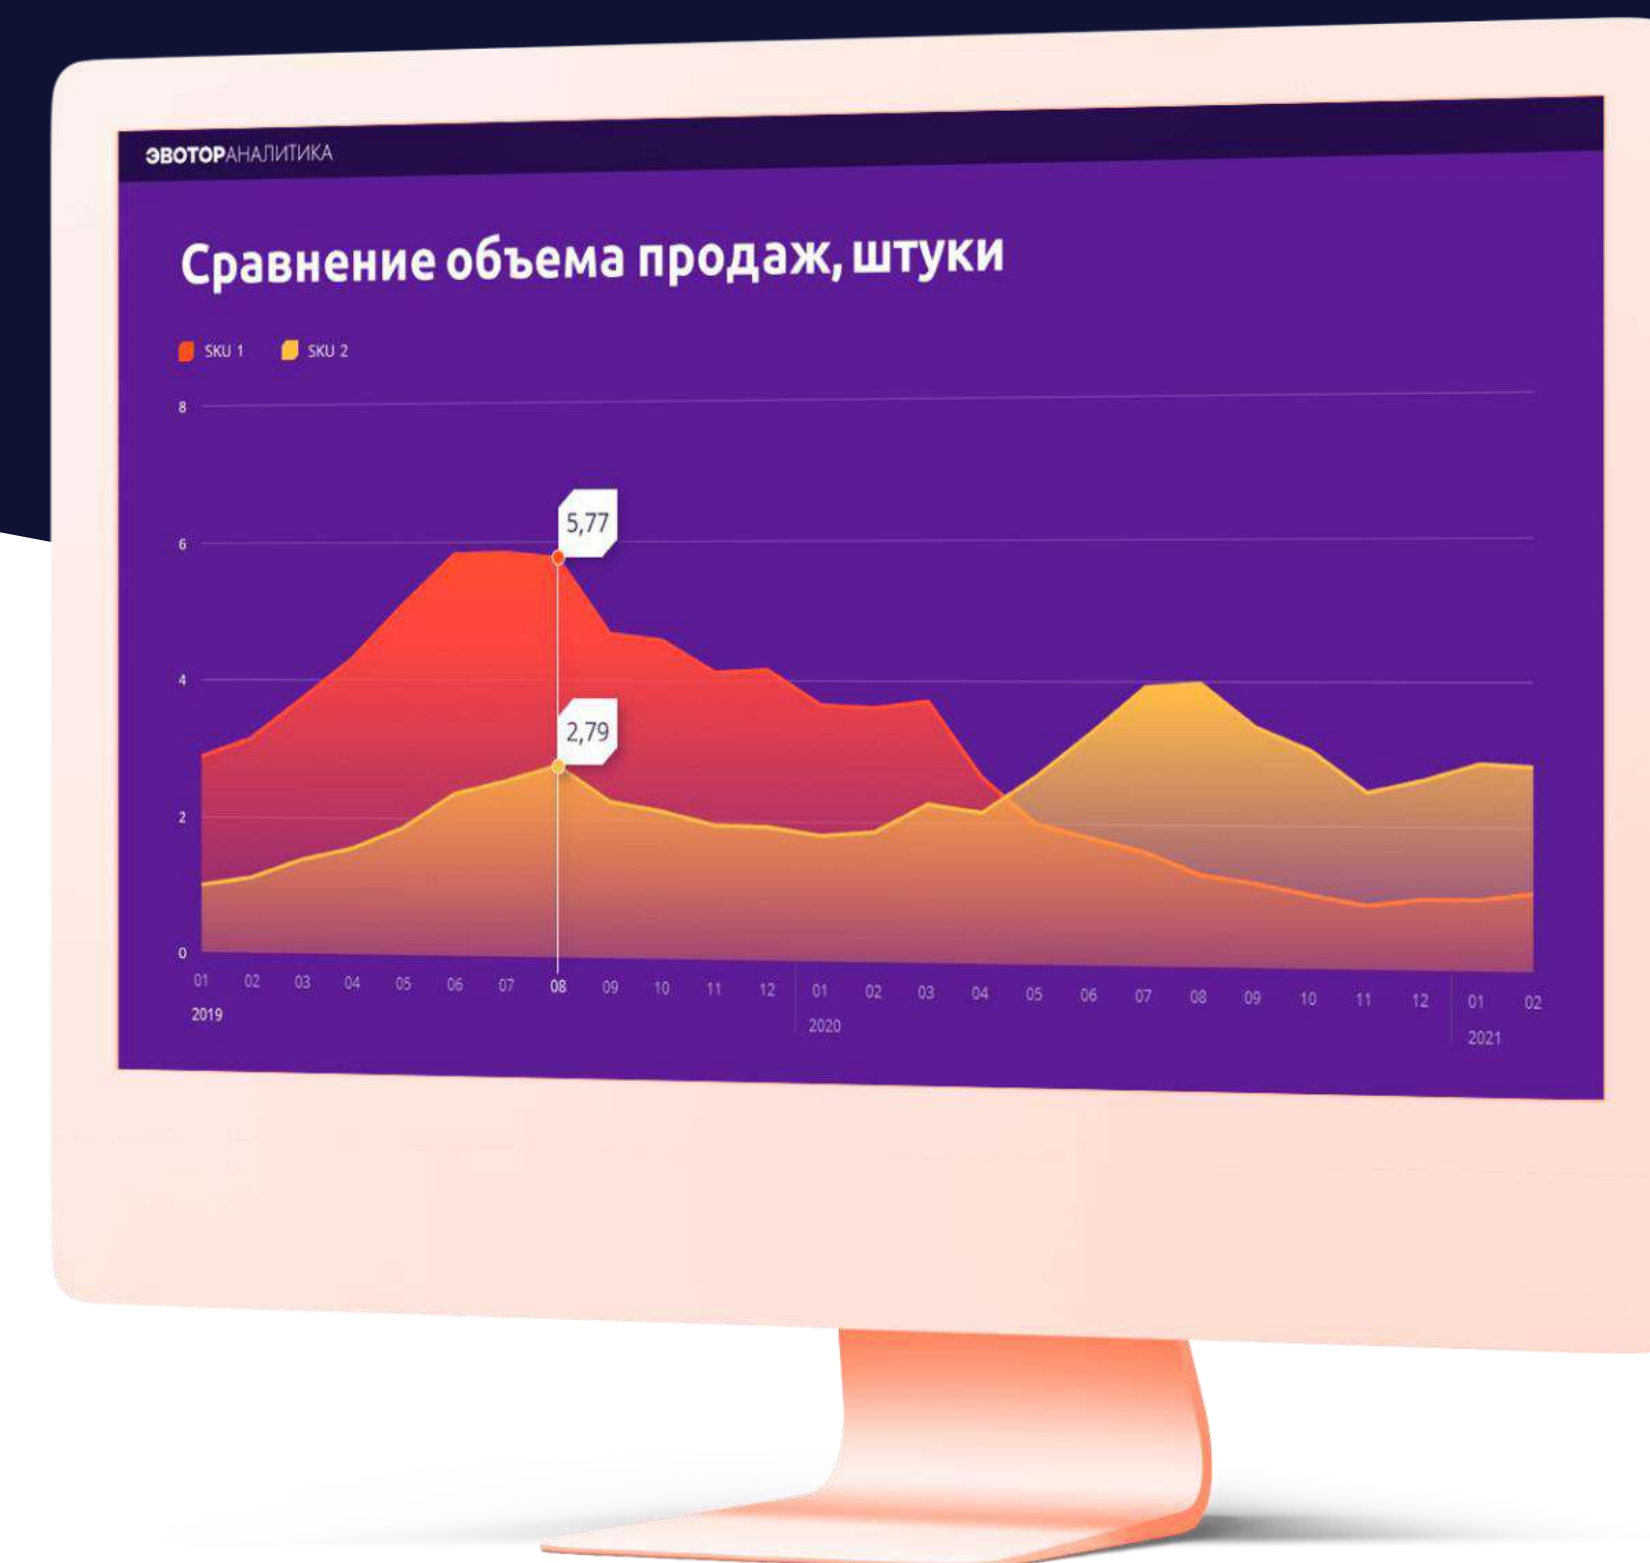 ЭВОТОРАНАЛИТИКА
Сравнение объема продаж, штуки
SKU 1 SKU 2
8
5,77
6
4
2,79
2
0
01 02 03 04 05 06 07 08 09 10 11 12 01 02 03 04 05 06 07 08 09 10 11 12 01 02
2019 2020 2021